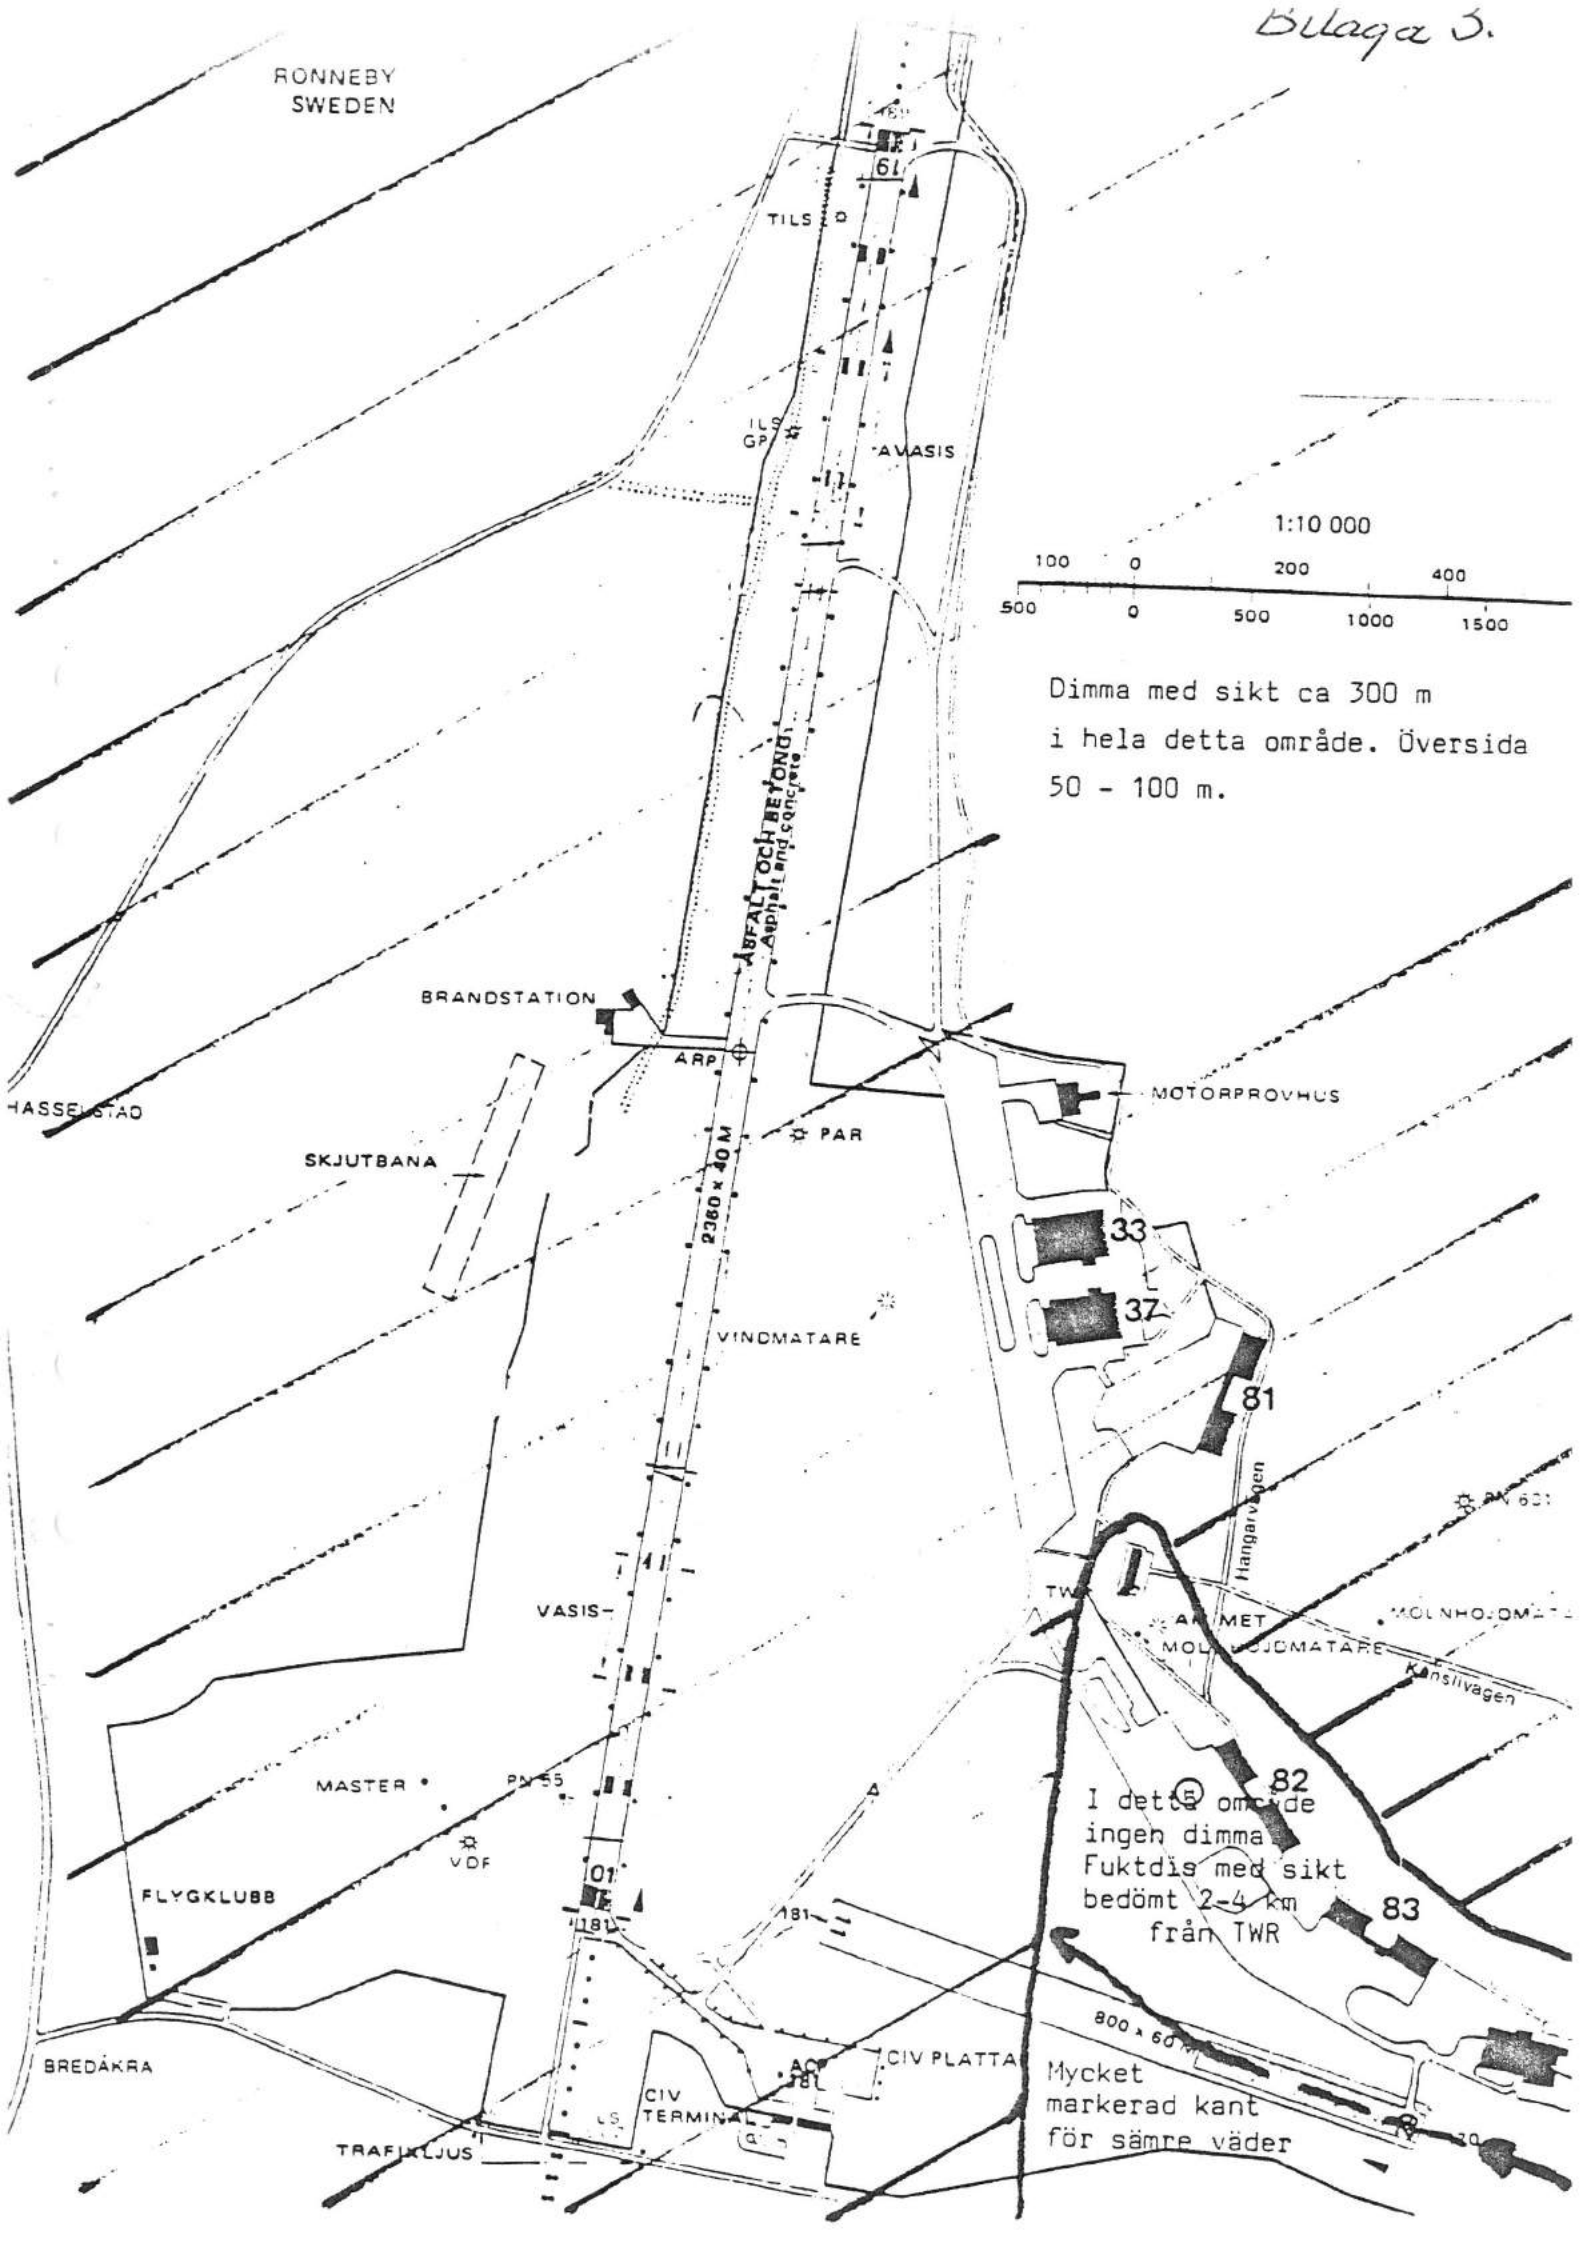 Bilaga 3.
RONNEBY
SWEDEN
19
TILS
ILS
GP
AVASIS
1:10 000
100 0 200 400
500 0 500 1000 1500
Dimma med sikt ca 300 m
i hela detta område. Översida
50 - 100 m.
ASFALT OCH BETONG
Asphalt and concrete
BRANDSTATION
ARP
HASSELSTAD
MOTORPROVHUS
PAR
SKJUTBANA
2360 x 40 M
33
37
VINDMATARE
81
Hangarvägen
VASIS
TWR
MET
MOLNHOJDMATARE
Kanslivägen
MASTER
PN 55
VDF
82
I detta område
ingen dimma
Fuktdis med sikt
bedömt 2-4 km
från TWR
83
FLYGKLUBB
01
181
181
800 x 60 M
BREDÅKRA
CIV PLATTA
CIV
TERMINAL
Mycket
markerad kant
för sämre väder
TRAFIKLJUS